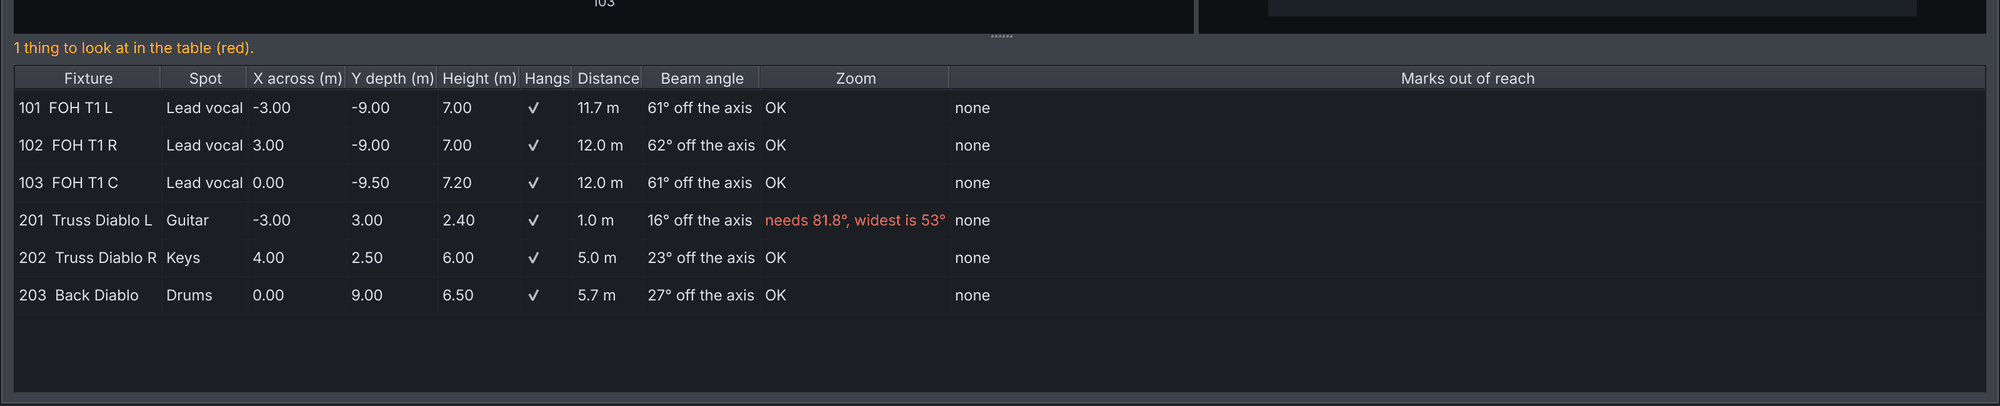 103
1 thing to look at in the table (red).
Fixture Spot X across (m) Y depth (m) Height (m) Hangs Distance Beam angle Zoom Marks out of reach
101 FOH T1 L Lead vocal -3.00 -9.00 7.00 ✓ 11.7 m 61° off the axis OK none
102 FOH T1 R Lead vocal 3.00 -9.00 7.00 ✓ 12.0 m 62° off the axis OK none
103 FOH T1 C Lead vocal 0.00 -9.50 7.20 ✓ 12.0 m 61° off the axis OK none
201 Truss Diablo L Guitar -3.00 3.00 2.40 ✓ 1.0 m 16° off the axis needs 81.8°, widest is 53° none
202 Truss Diablo R Keys 4.00 2.50 6.00 ✓ 5.0 m 23° off the axis OK none
203 Back Diablo Drums 0.00 9.00 6.50 ✓ 5.7 m 27° off the axis OK none